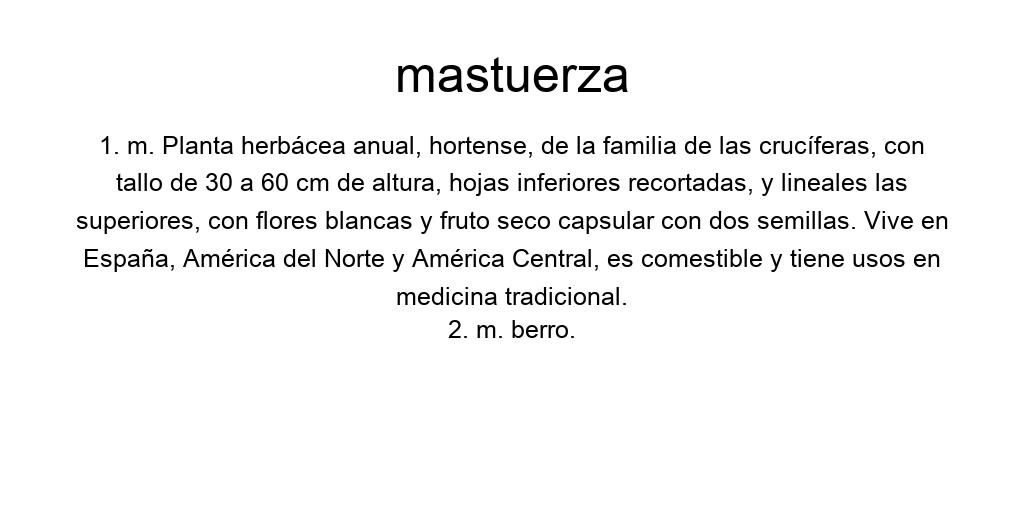 mastuerza
1. m. Planta herbácea anual, hortense, de la familia de las crucíferas, con
tallo de 30 a 60 cm de altura, hojas inferiores recortadas, y lineales las
superiores, con flores blancas y fruto seco capsular con dos semillas. Vive en
España, América del Norte y América Central, es comestible y tiene usos en
medicina tradicional.
2. m. berro.